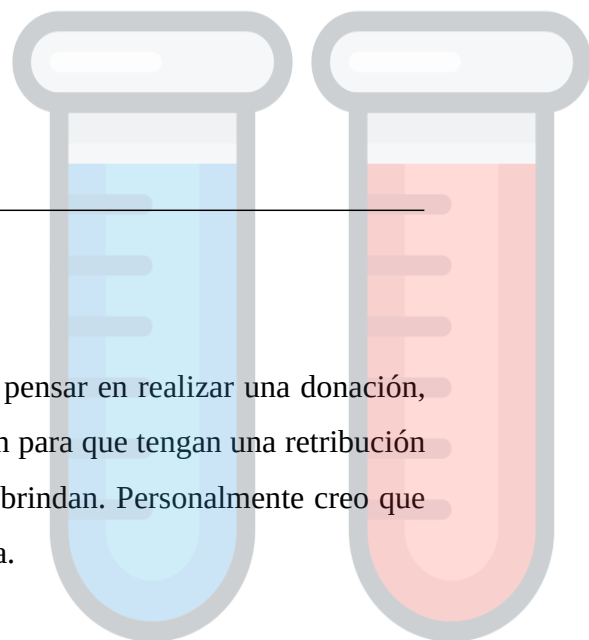 pensar en realizar una donación,
para que tengan una retribución
brindan. Personalmente creo que